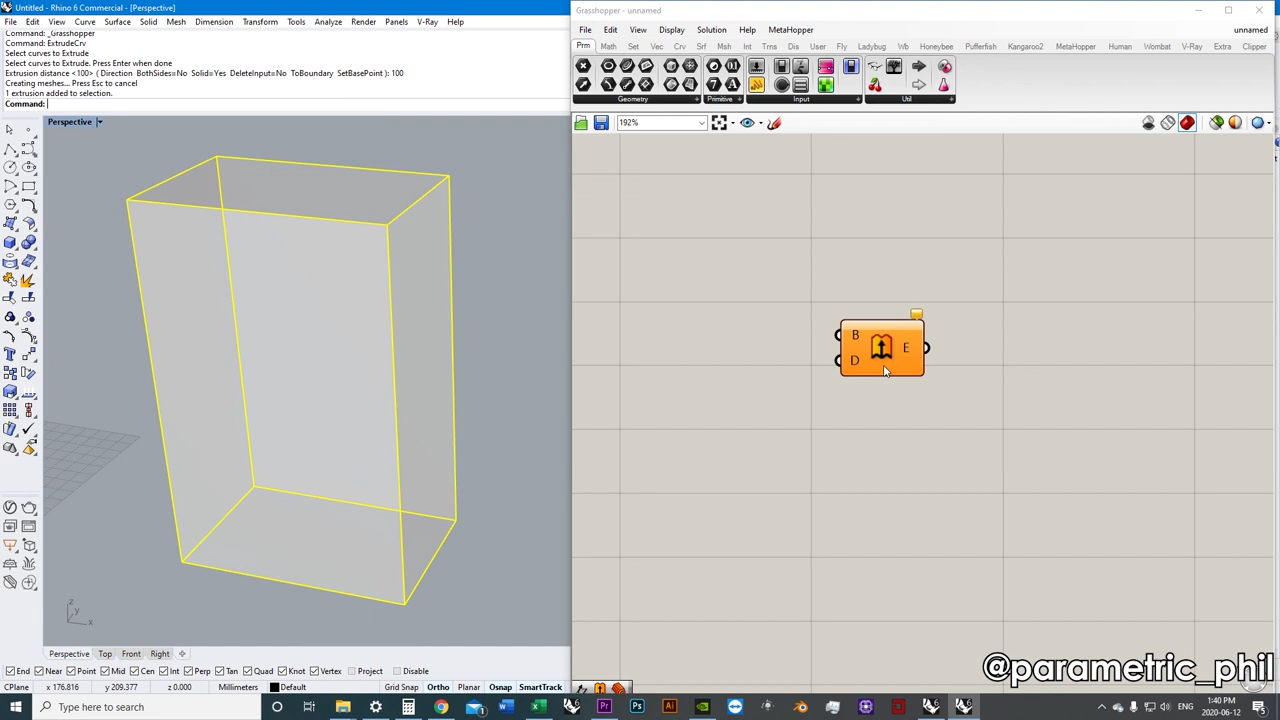 Untitled - Rhino 6 Commercial - [Perspective]
File Edit View Curve Surface Solid Mesh Dimension Transform Tools Analyze Render Panels V-Ray Help
Command: _Grasshopper
Command: ExtrudeCrv
Select curves to Extrude
Select curves to Extrude. Press Enter when done
Extrusion distance <100> ( Direction BothSides=No Solid=Yes DeleteInput=No ToBoundary SetBasePoint ): 100
Creating meshes... Press Esc to cancel
1 extrusion added to selection.
Command:
Perspective
z
y
x
Perspective Top Front Right
End Near Point Mid Cen Int Perp Tan Quad Knot Vertex Project Disable
CPlane x 176.816 y 209.377 z 0.000 Millimeters Default Grid Snap Ortho Planar Osnap SmartTrack
Grasshopper - unnamed
File Edit View Display Solution Help MetaHopper unnamed
Prm Math Set Vec Crv Srf Msh Int Trns Dis User Fly Ladybug Wb Honeybee Pufferfish Kangaroo2 MetaHopper Human Wombat V-Ray Extra Clipper
Geometry Primitive Input Util
192%
B
D
E
@parametric_phil
Type here to search
ENG
1:40 PM
2020-06-12